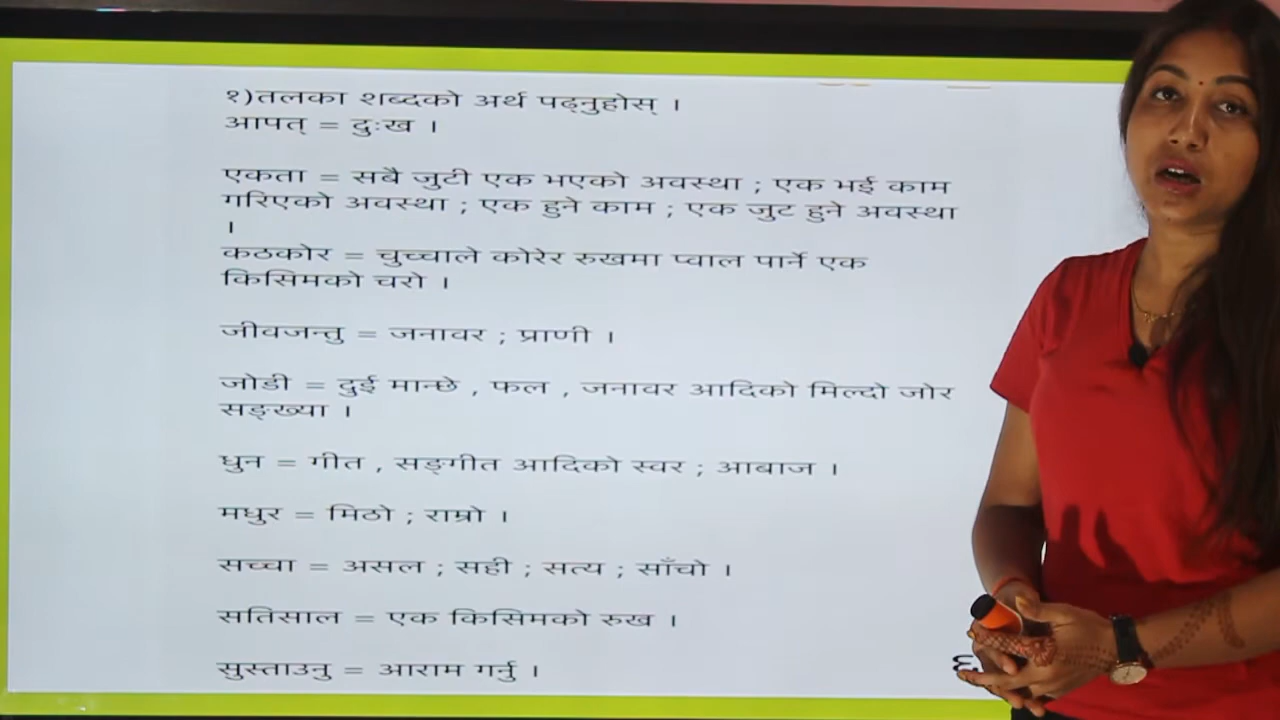 १)तलका शब्दको अर्थ पढ्नुहोस् ।
आपत् = दुःख ।
एकता = सबै जुटी एक भएको अवस्था ; एक भई काम
गरिएको अवस्था ; एक हुने काम ; एक जुट हुने अवस्था
।
कठकोर = चुच्चाले कोरेर रुखमा प्वाल पार्ने एक
किसिमको चरो ।
जीवजन्तु = जनावर ; प्राणी ।
जोडी = दुई मान्छे , फल , जनावर आदिको मिल्दो जोर
सङ्ख्या ।
धुन = गीत , सङ्गीत आदिको स्वर ; आबाज ।
मधुर = मिठो ; राम्रो ।
सच्चा = असल ; सही ; सत्य ; साँचो ।
सतिसाल = एक किसिमको रुख ।
सुस्ताउनु = आराम गर्नु ।